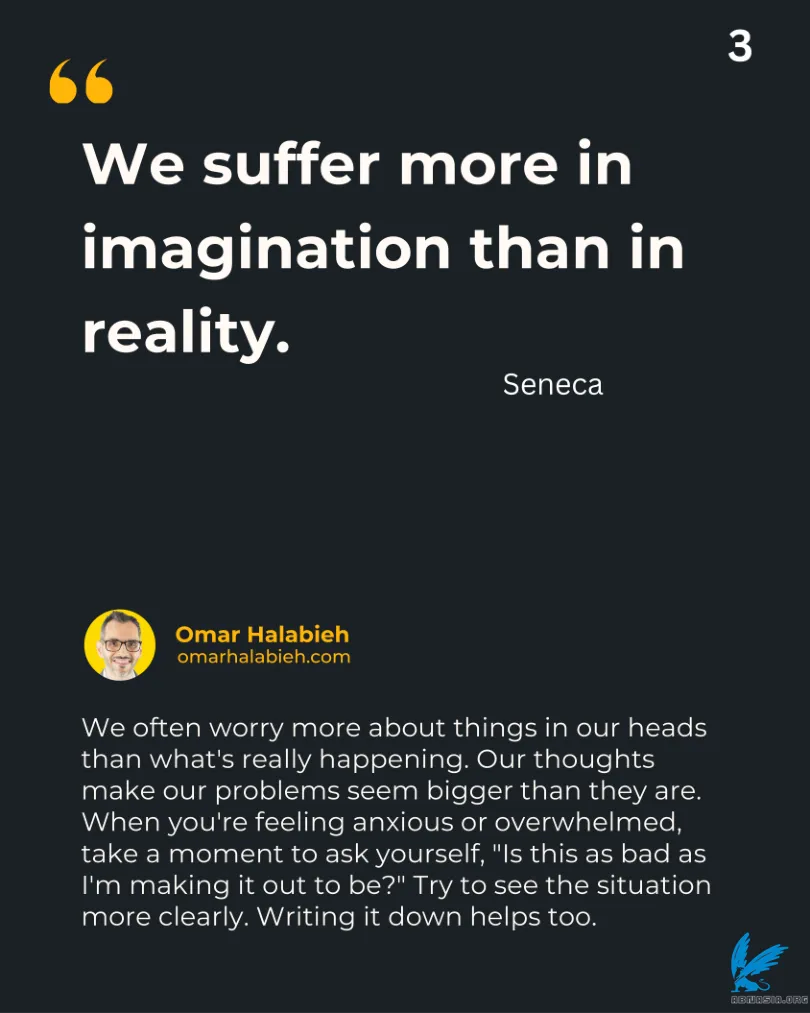 3
“
We suffer more in
imagination than in
reality.
Seneca
Omar Halabieh
omarhalabieh.com
We often worry more about things in our heads
than what's really happening. Our thoughts
make our problems seem bigger than they are.
When you're feeling anxious or overwhelmed,
take a moment to ask yourself, "Is this as bad as
I'm making it out to be?" Try to see the situation
more clearly. Writing it down helps too.
ABNASIA.ORG